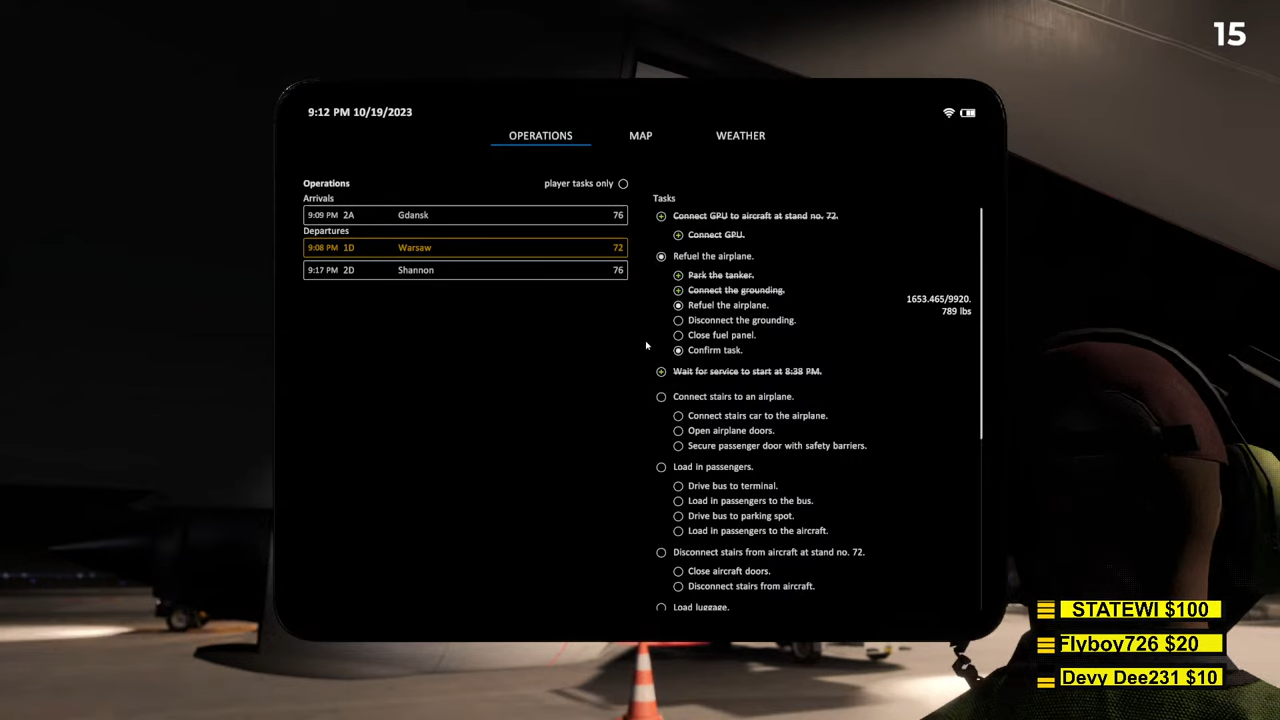 15
9:12 PM 10/19/2023
OPERATIONS MAP WEATHER
Operations player tasks only
Arrivals
9:09 PM 2A Gdansk 76
Departures
9:08 PM 1D Warsaw 72
9:17 PM 2D Shannon 76
Tasks
Connect GPU to aircraft at stand no. 72.
Connect GPU.
Refuel the airplane.
Park the tanker.
Connect the grounding.
Refuel the airplane.
1653.465/9920.
789 lbs
Disconnect the grounding.
Close fuel panel.
Confirm task.
Wait for service to start at 8:38 PM.
Connect stairs to an airplane.
Connect stairs car to the airplane.
Open airplane doors.
Secure passenger door with safety barriers.
Load in passengers.
Drive bus to terminal.
Load in passengers to the bus.
Drive bus to parking spot.
Load in passengers to the aircraft.
Disconnect stairs from aircraft at stand no. 72.
Close aircraft doors.
Disconnect stairs from aircraft.
Load luggage.
STATEWI $100
Flyboy726 $20
Devy Dee231 $10